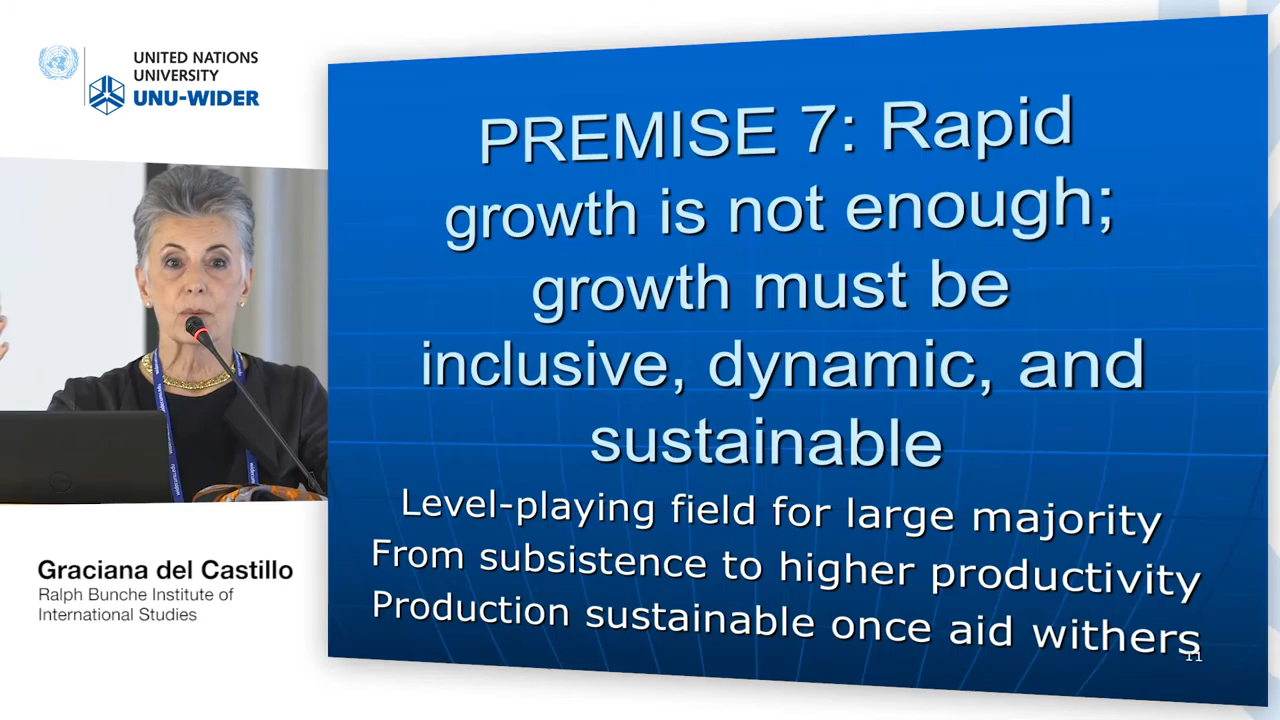 UNITED NATIONS
UNIVERSITY
UNU-WIDER
PREMISE 7: Rapid
growth is not enough;
growth must be
inclusive, dynamic, and
sustainable
Level-playing field for large majority
From subsistence to higher productivity
Production sustainable once aid withers
11
Graciana del Castillo
Ralph Bunche Institute of
International Studies